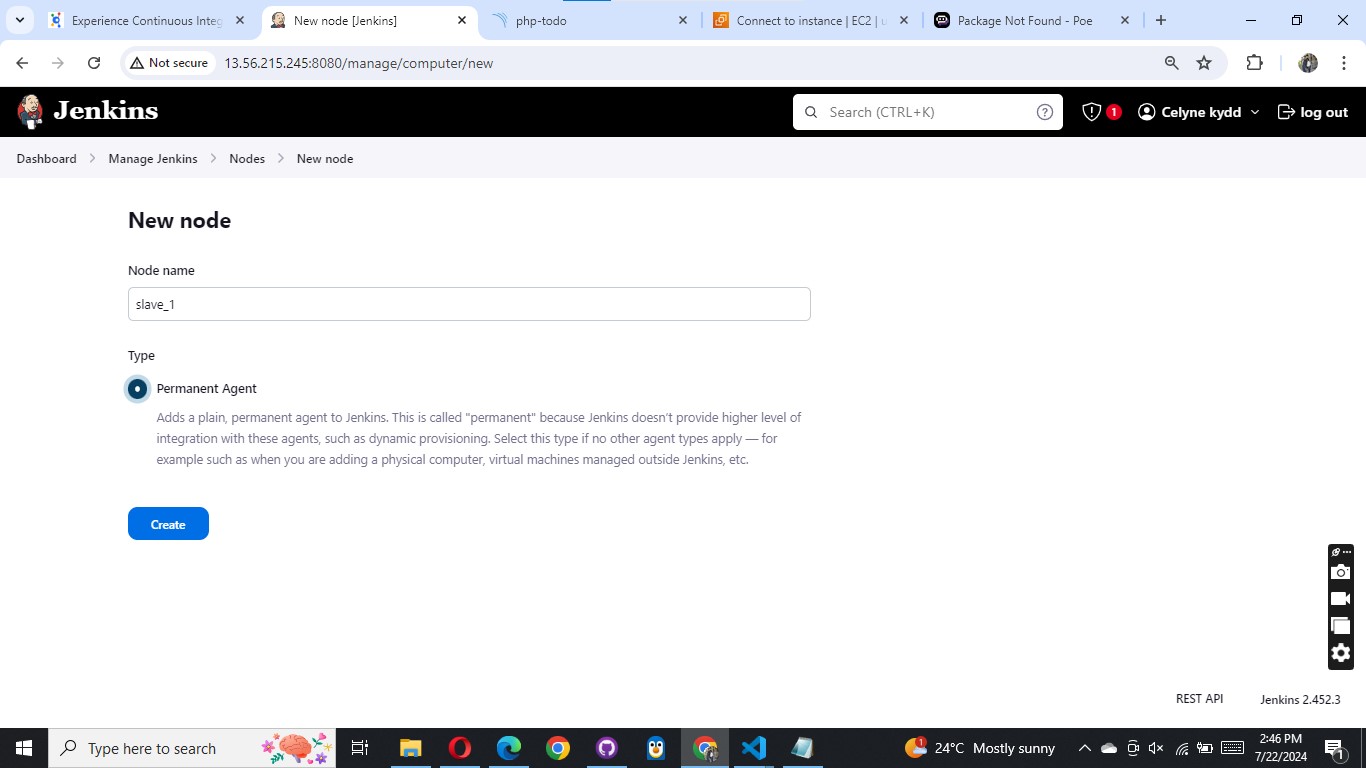 Experience Continuous Integ
New node [Jenkins]
php-todo
Connect to instance | EC2 | u
Package Not Found - Poe
Not secure
13.56.215.245:8080/manage/computer/new
Jenkins
Search (CTRL+K)
1
Celyne kydd
log out
Dashboard
Manage Jenkins
Nodes
New node
New node
Node name
slave_1
Type
Permanent Agent
Adds a plain, permanent agent to Jenkins. This is called "permanent" because Jenkins doesn't provide higher level of
integration with these agents, such as dynamic provisioning. Select this type if no other agent types apply — for
example such as when you are adding a physical computer, virtual machines managed outside Jenkins, etc.
Create
REST API
Jenkins 2.452.3
Type here to search
1
24°C Mostly sunny
2:46 PM
7/22/2024
1